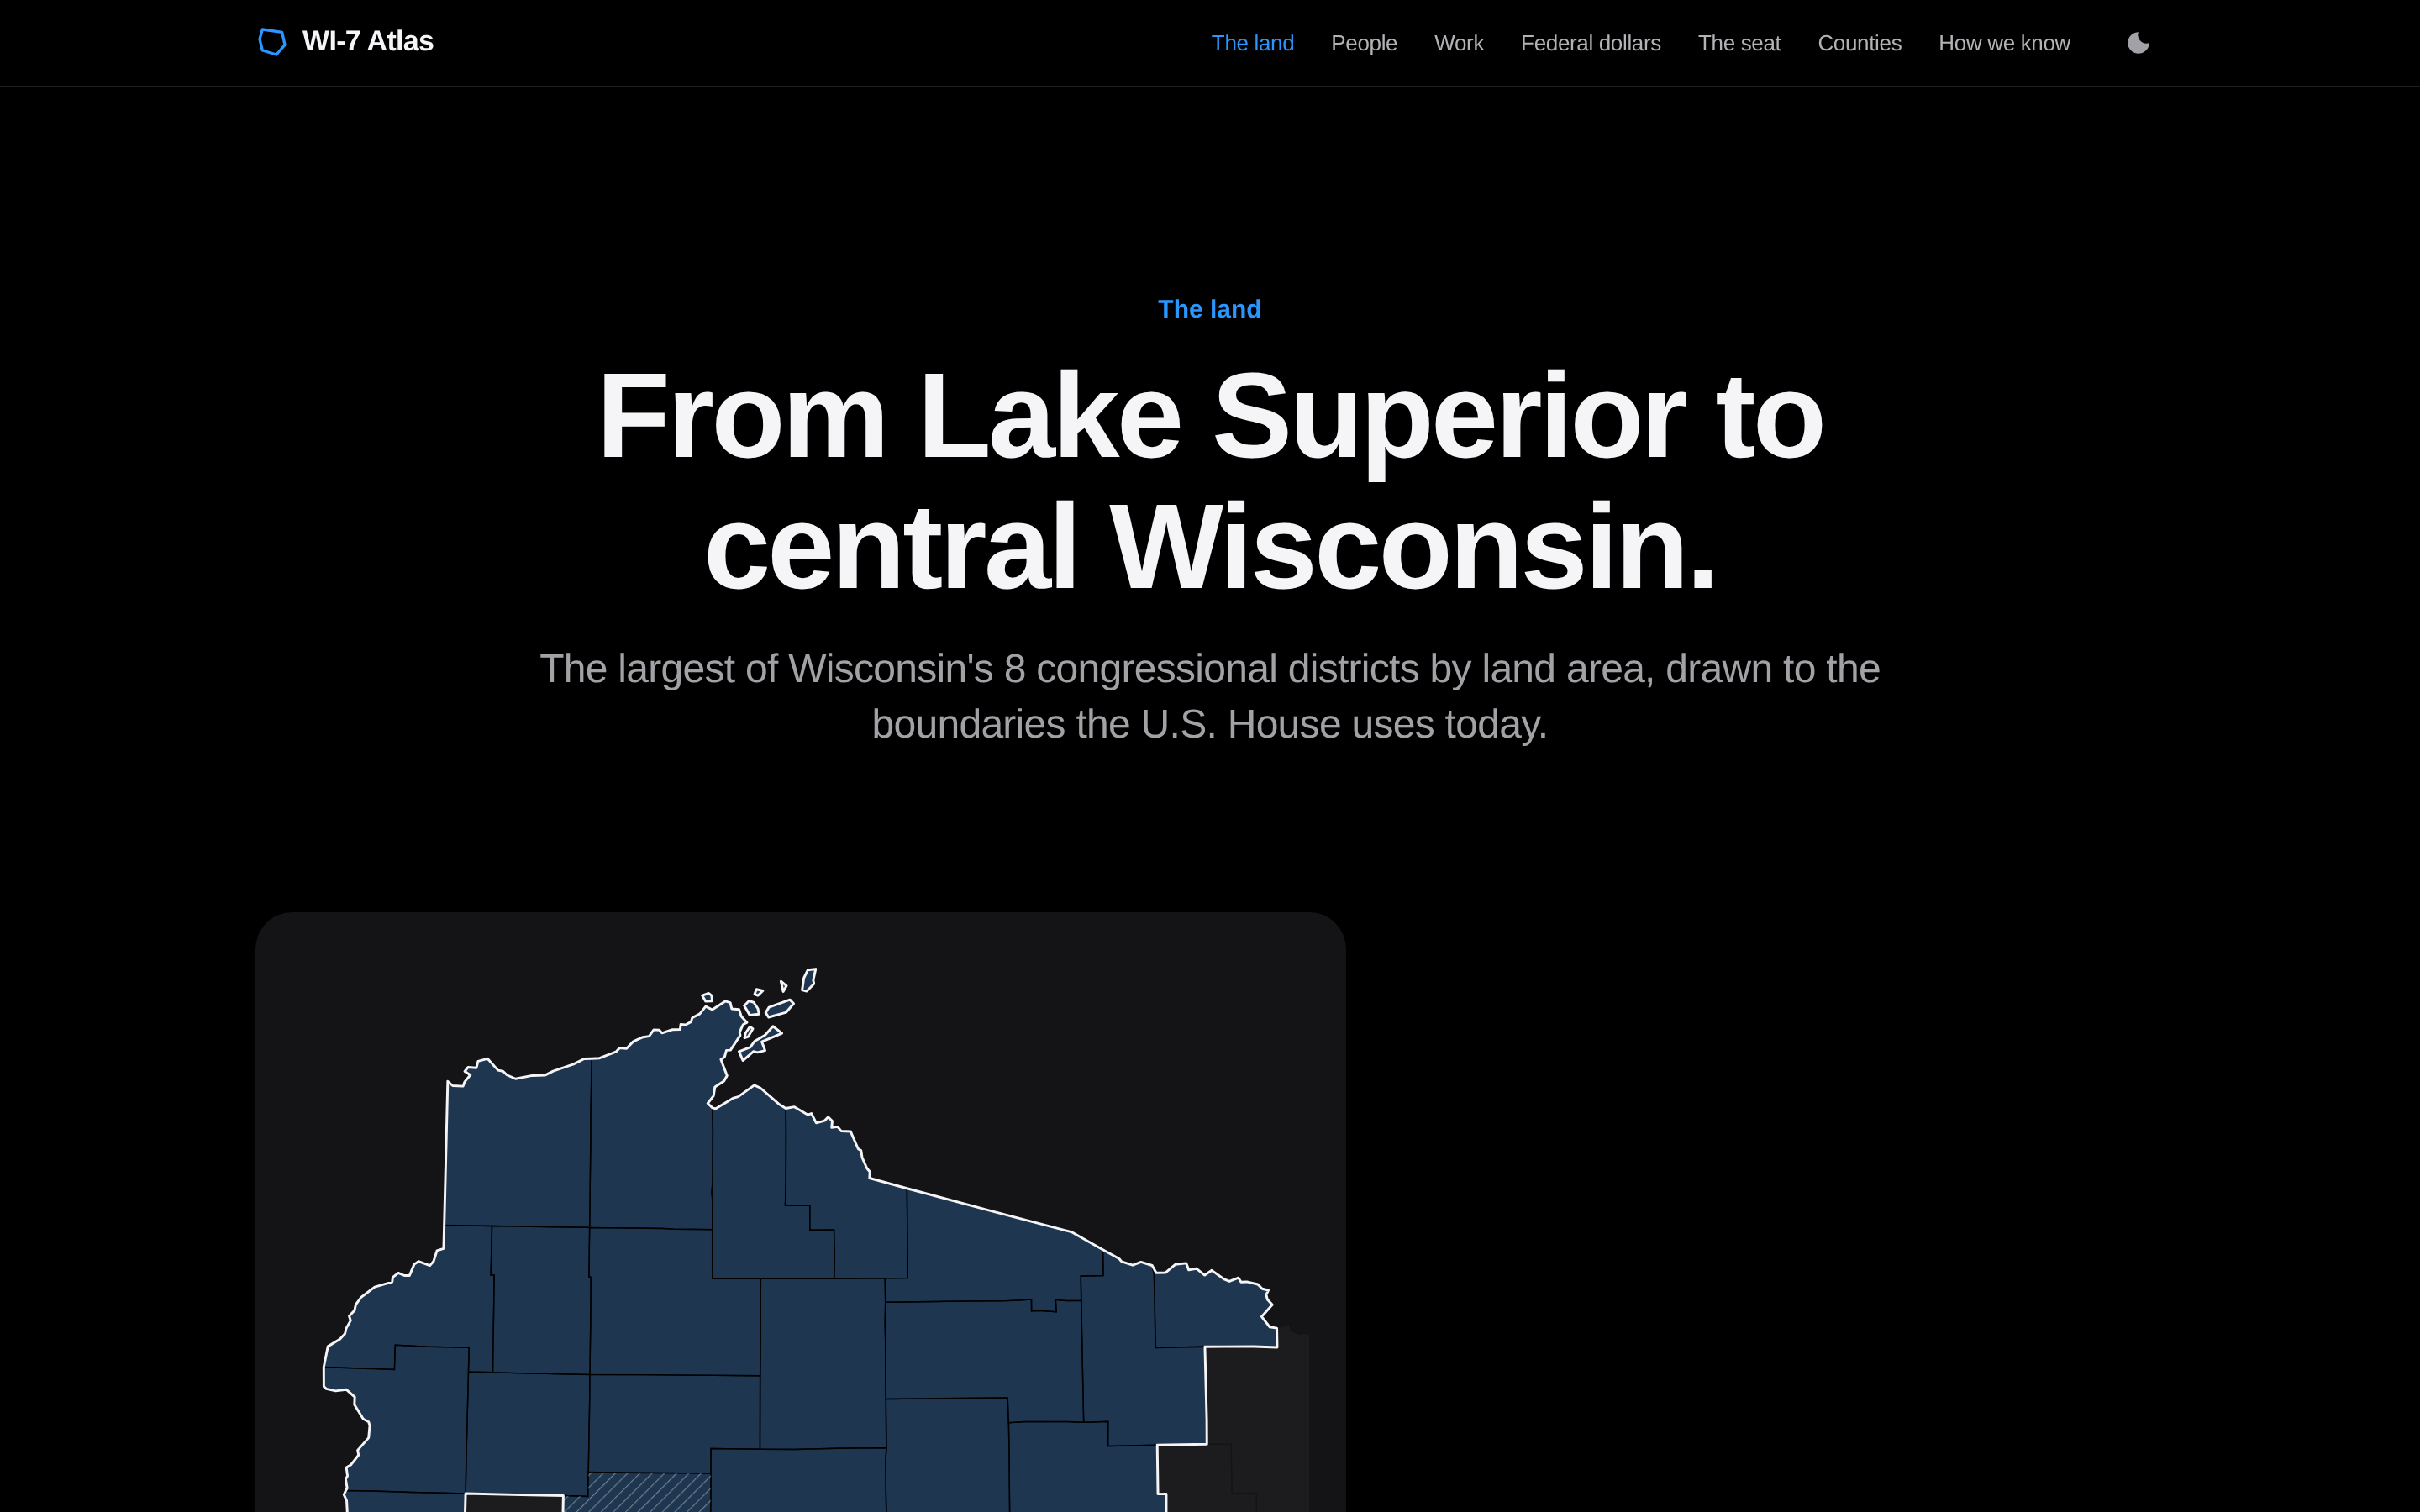 WI-7 Atlas
The land People Work Federal dollars The seat Counties How we know
The land
From Lake Superior to
central Wisconsin.
The largest of Wisconsin's 8 congressional districts by land area, drawn to the
boundaries the U.S. House uses today.